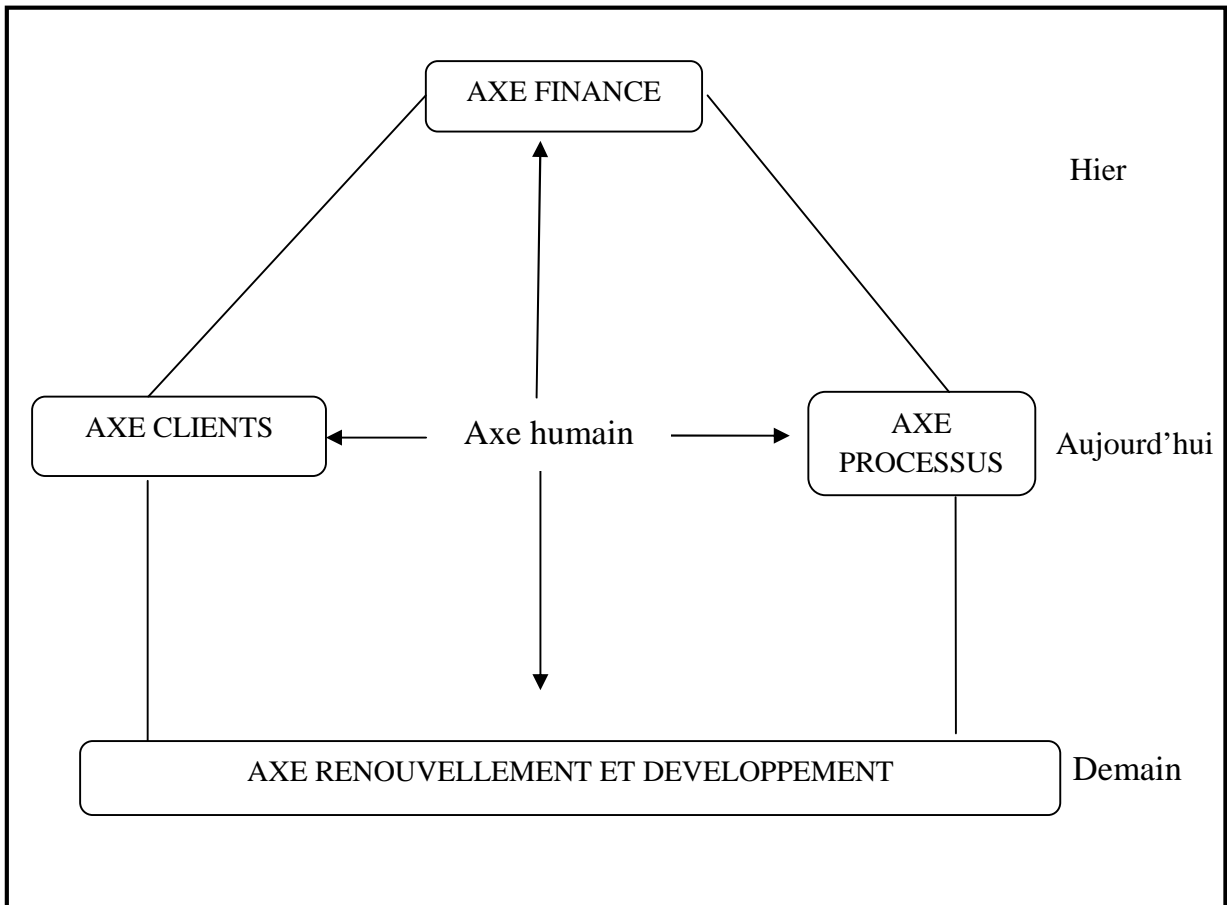 AXE FINANCE
Hier
AXE CLIENTS
Axe humain
AXE
PROCESSUS
Aujourd’hui
AXE RENOUVELLEMENT ET DEVELOPPEMENT
Demain